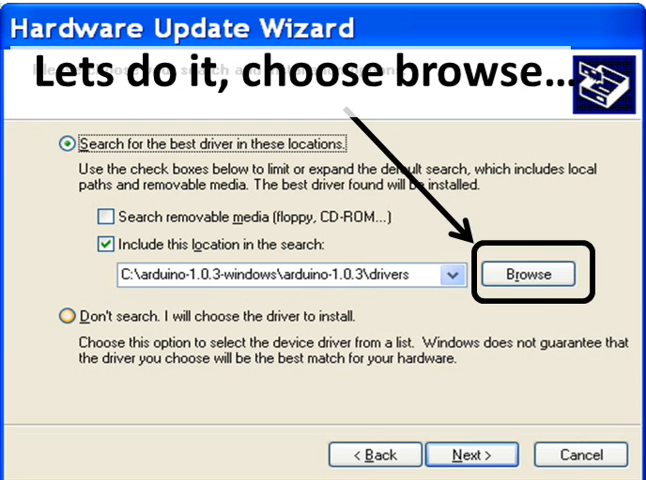 Hardware Update Wizard
Lets do it, choose browse...
Search for the best driver in these locations.
Use the check boxes below to limit or expand the default search, which includes local
paths and removable media. The best driver found will be installed.
Search removable media (floppy, CD-ROM...)
Include this location in the search:
C:\arduino-1.0.3-windows\arduino-1.0.3\drivers
Browse
Don't search. I will choose the driver to install.
Choose this option to select the device driver from a list. Windows does not guarantee that
the driver you choose will be the best match for your hardware.
< Back Next > Cancel